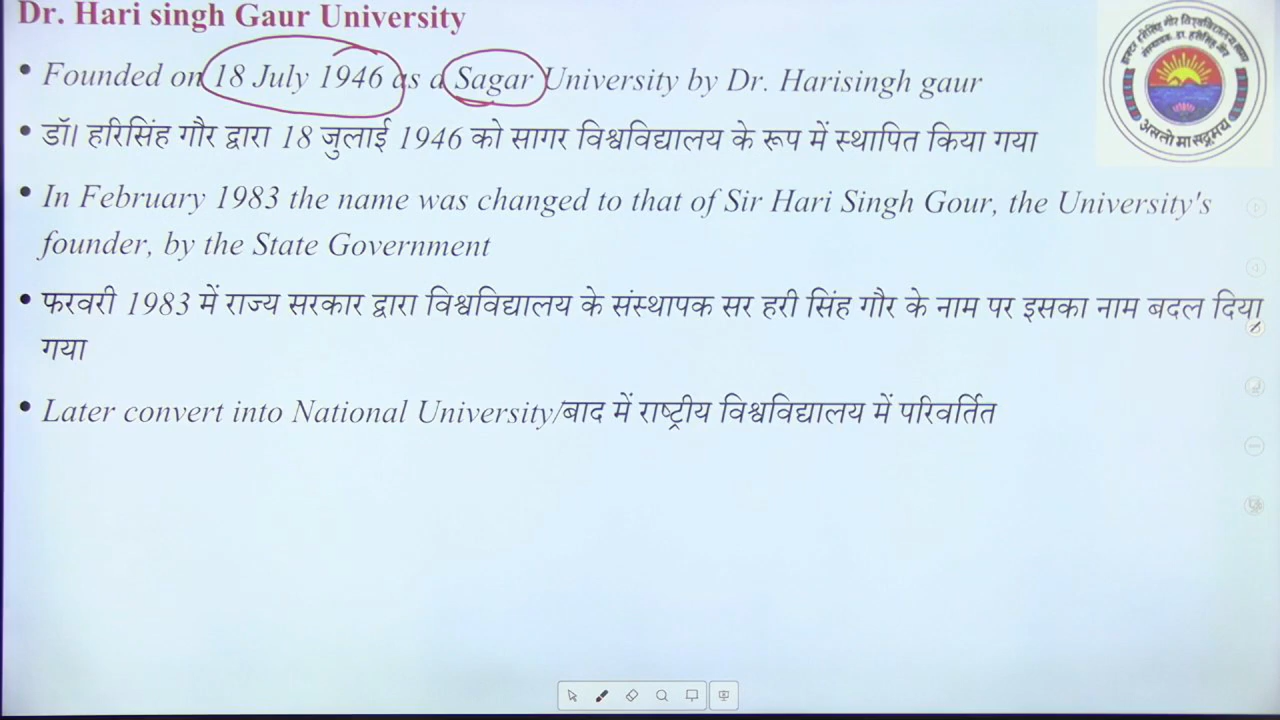 Dr. Hari singh Gaur University
• Founded on 18 July 1946 as a Sagar University by Dr. Harisingh gaur
• डॉ। हरिसिंह गौर द्वारा 18 जुलाई 1946 को सागर विश्वविद्यालय के रूप में स्थापित किया गया
• In February 1983 the name was changed to that of Sir Hari Singh Gour, the University's
founder, by the State Government
• फरवरी 1983 में राज्य सरकार द्वारा विश्वविद्यालय के संस्थापक सर हरी सिंह गौर के नाम पर इसका नाम बदल दिया
गया
• Later convert into National University/बाद में राष्ट्रीय विश्वविद्यालय में परिवर्तित
असतो मा सद्गमय